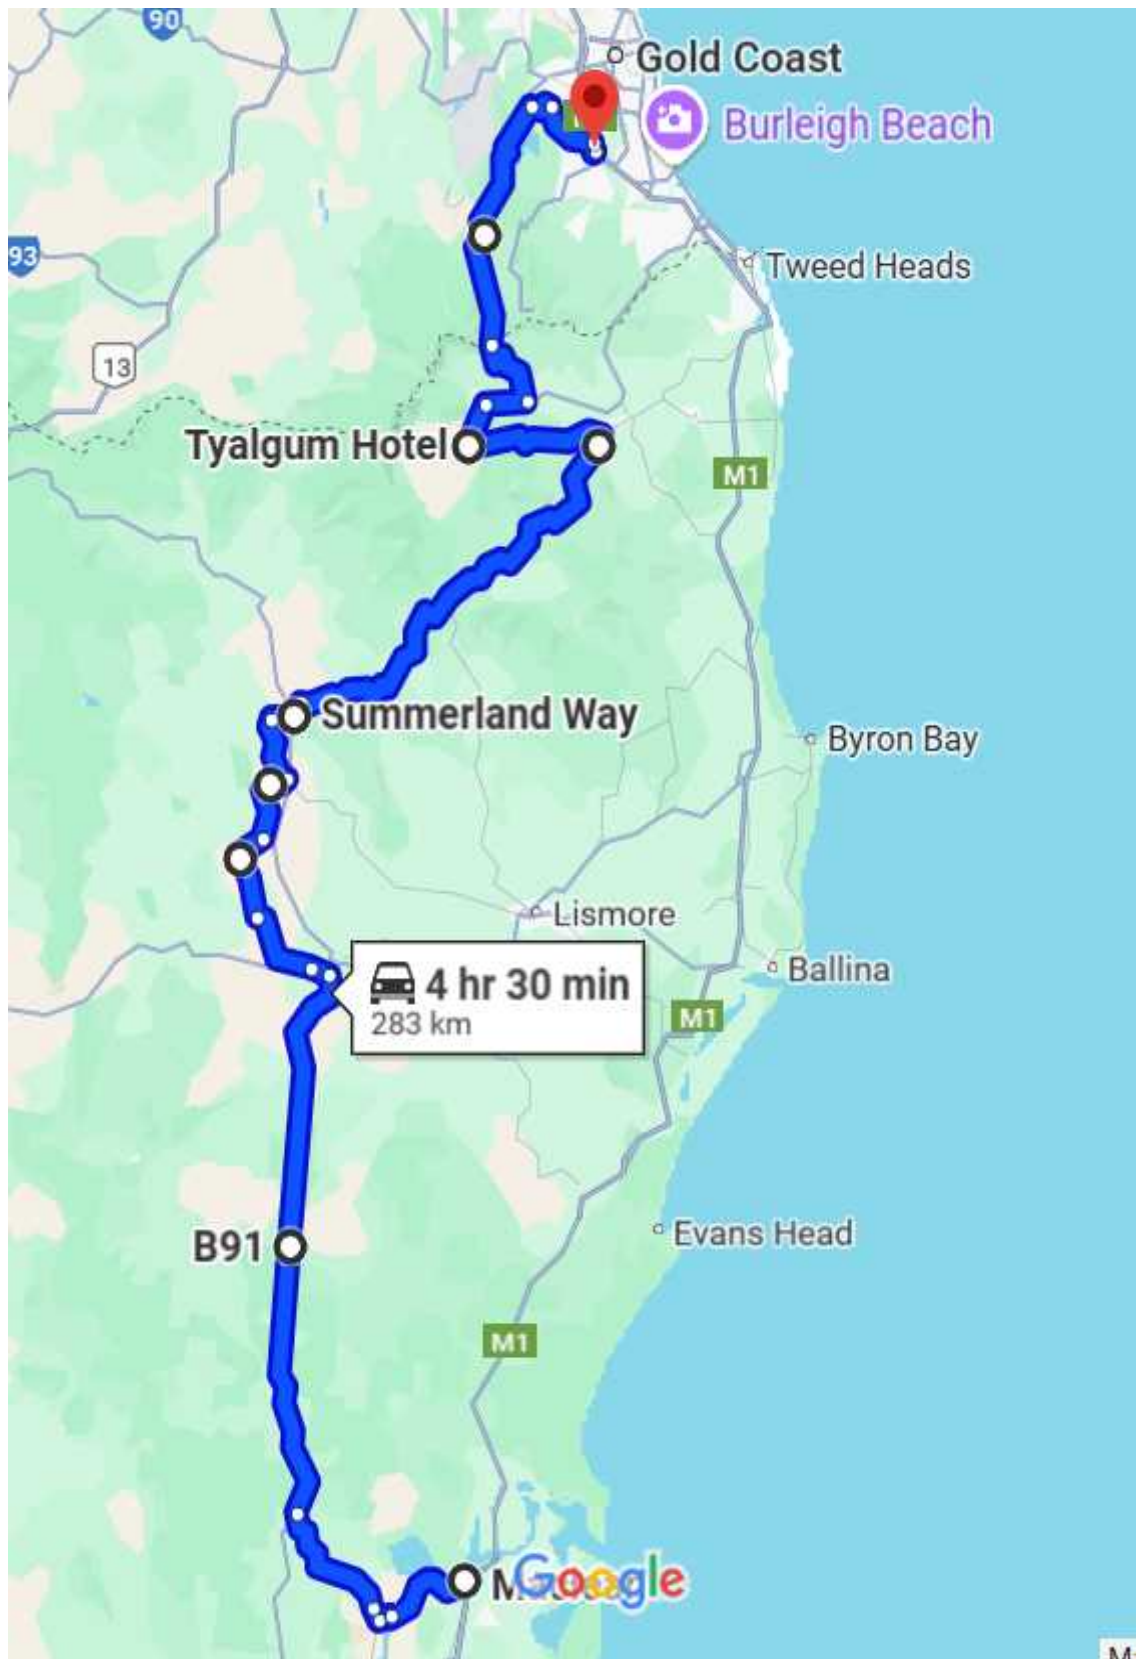 90
Gold Coast
Burleigh Beach
93
Tweed Heads
13
Tyalgum Hotel
M1
Summerland Way
Byron Bay
Lismore
4 hr 30 min
283 km
Ballina
M1
Evans Head
B91
M1
Google